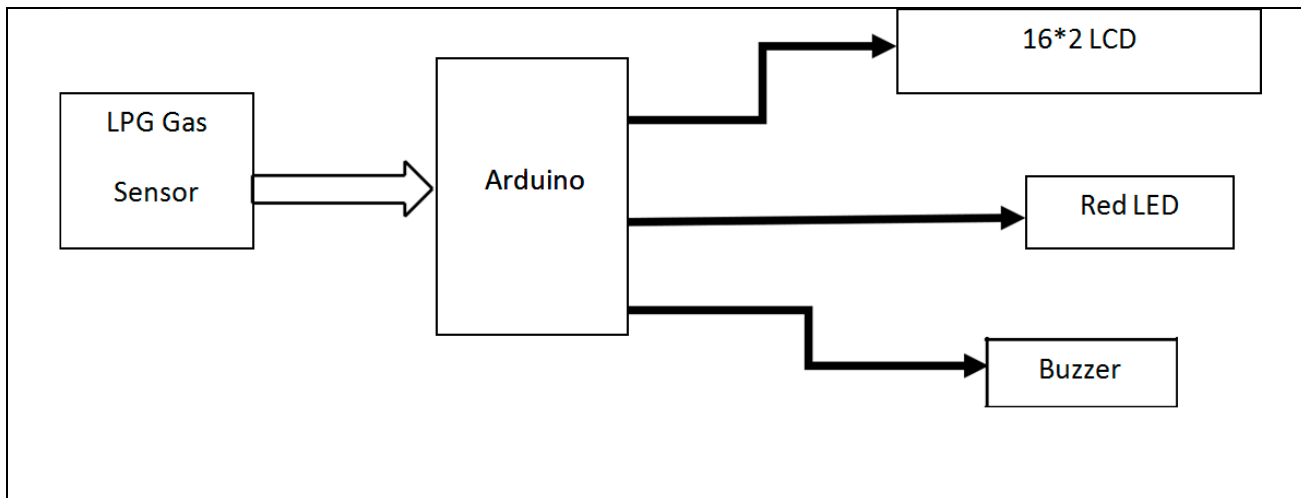 16*2 LCD
LPG Gas
Sensor
Arduino
Red LED
Buzzer